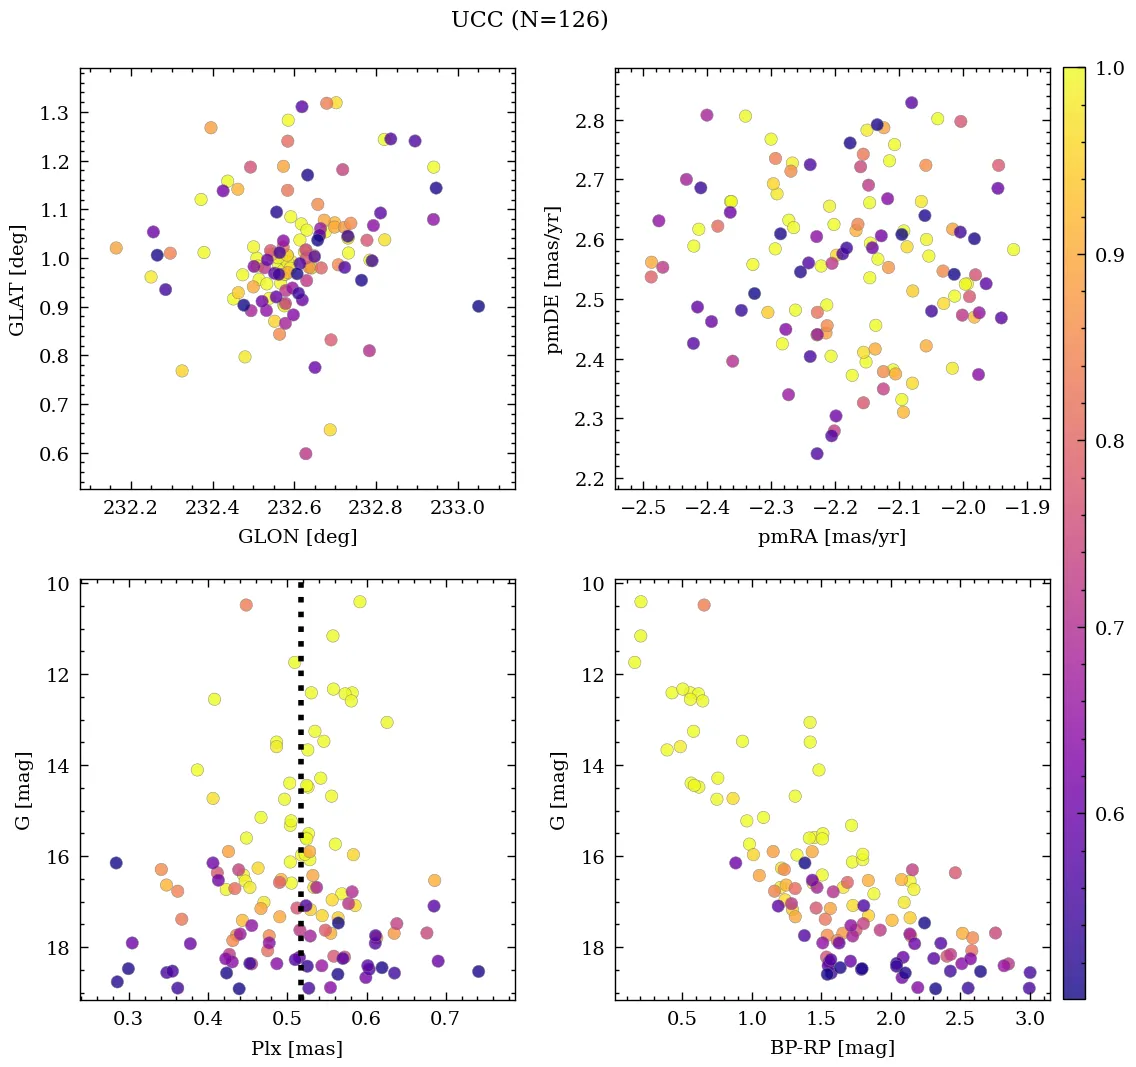 UCC (N=126)
1.3
1.2
1.1
1.0
0.9
0.8
0.7
0.6
GLAT [deg]
232.2 232.4 232.6 232.8 233.0
GLON [deg]
2.8
2.7
2.6
2.5
2.4
2.3
2.2
pmDE [mas/yr]
−2.5 −2.4 −2.3 −2.2 −2.1 −2.0 −1.9
pmRA [mas/yr]
1.0
0.9
0.8
0.7
0.6
10
12
14
16
18
G [mag]
0.3 0.4 0.5 0.6 0.7
Plx [mas]
10
12
14
16
18
G [mag]
0.5 1.0 1.5 2.0 2.5 3.0
BP-RP [mag]